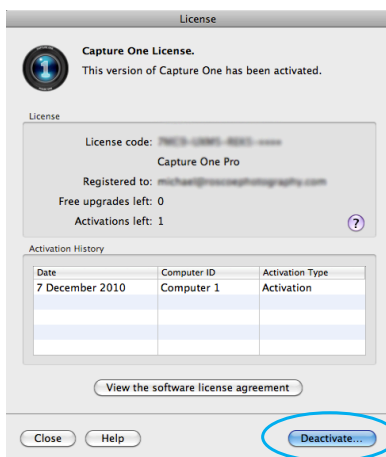 License
Capture One License.
This version of Capture One has been activated.
License
License code:
Capture One Pro
Registered to:
Free upgrades left: 0
Activations left: 1
?
Activation History
Date Computer ID Activation Type
7 December 2010 Computer 1 Activation
View the software license agreement
Close Help Deactivate...